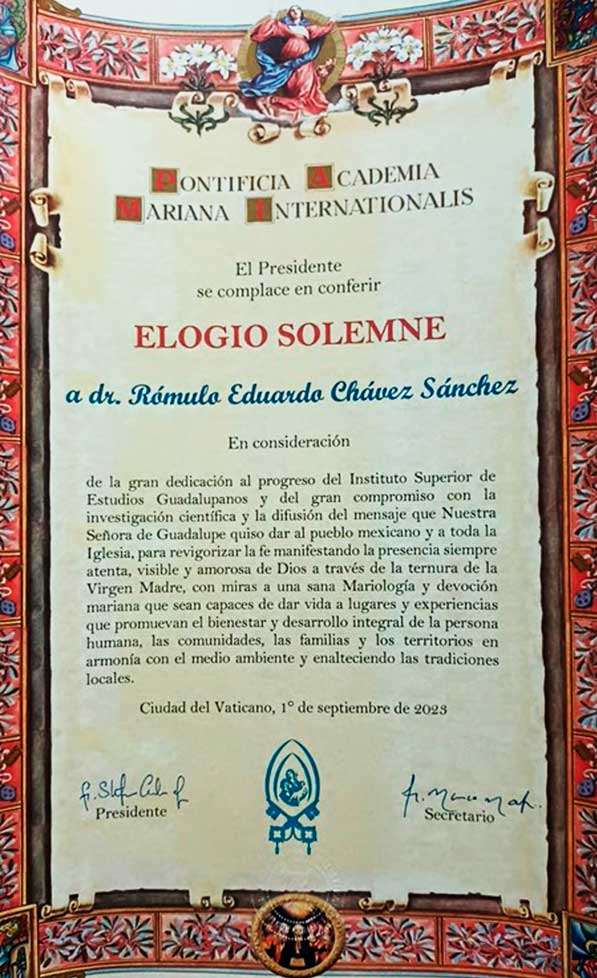 PONTIFICIA ACADEMIA
MARIANA INTERNATIONALIS
El Presidente
se complace en conferir
ELOGIO SOLEMNE
a dr. Rómulo Eduardo Chávez Sánchez
En consideración
de la gran dedicación al progreso del Instituto Superior de
Estudios Guadalupanos y del gran compromiso con la
investigación científica y la difusión del mensaje que Nuestra
Señora de Guadalupe quiso dar al pueblo mexicano y a toda la
Iglesia, para revigorizar la fe manifestando la presencia siempre
atenta, visible y amorosa de Dios a través de la ternura de la
Virgen Madre, con miras a una sana Mariología y devoción
mariana que sean capaces de dar vida a lugares y experiencias
que promuevan el bienestar y desarrollo integral de la persona
humana, las comunidades, las familias y los territorios en
armonía con el medio ambiente y enalteciendo las tradiciones
locales.
Ciudad del Vaticano, 1° de septiembre de 2023
Presidente
Secretario